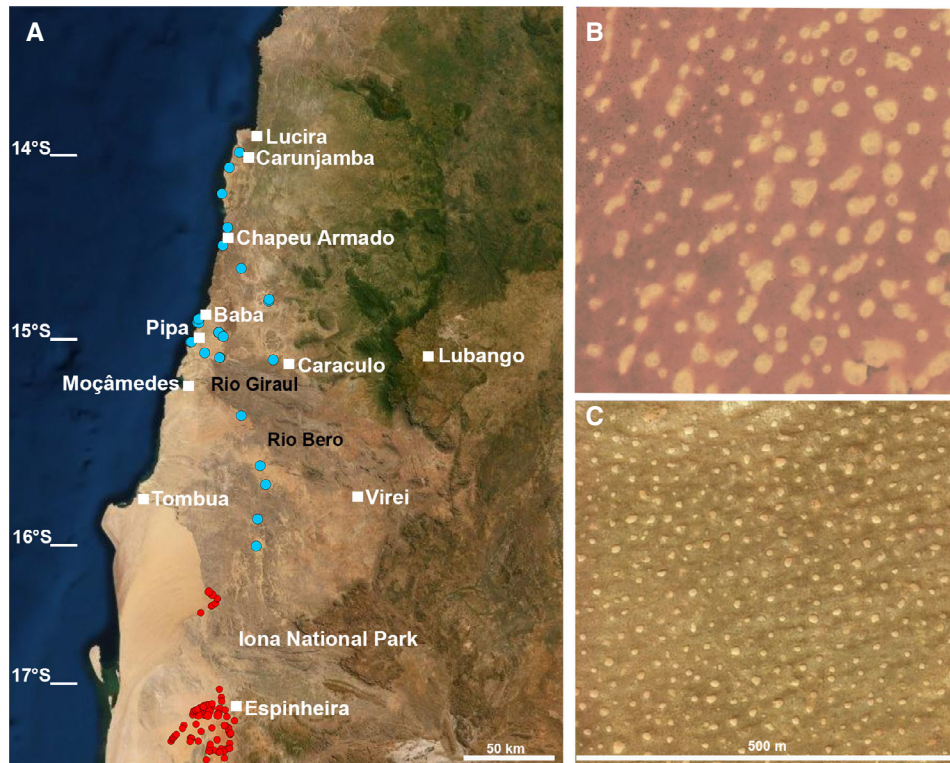 A
Lucira
14°S
Carunjamba
Chapeu Armado
Baba
Pipa
15°S
Lubango
Caraculo
Moçâmedes
Rio Giraul
Rio Bero
Virei
Tombua
16°S
Iona National Park
17°S
Espinheira
50 km
B
C
500 m